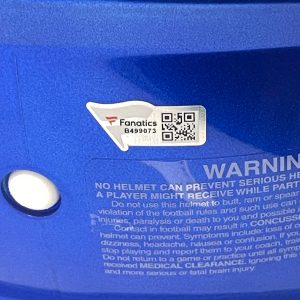 Fanatics
B499073
WARNIN
NO HELMET CAN PREVENT SERIOUS HE
A PLAYER MIGHT RECEIVE WHILE PART
Do not use this helmet to butt, ram or spear
violation of the football rules and such use can
injuries, paralysis or death to you and possible i
Contact in football may result in CONCUSS
helmet can prevent. Symptoms include: loss of c
dizziness, headache, nausea or confusion. If you
stop playing and report them to your coach,
Do not return to a game or practice until all sym
received MEDICAL CLEARANCE. Ignoring this
and more serious or fatal brain injury